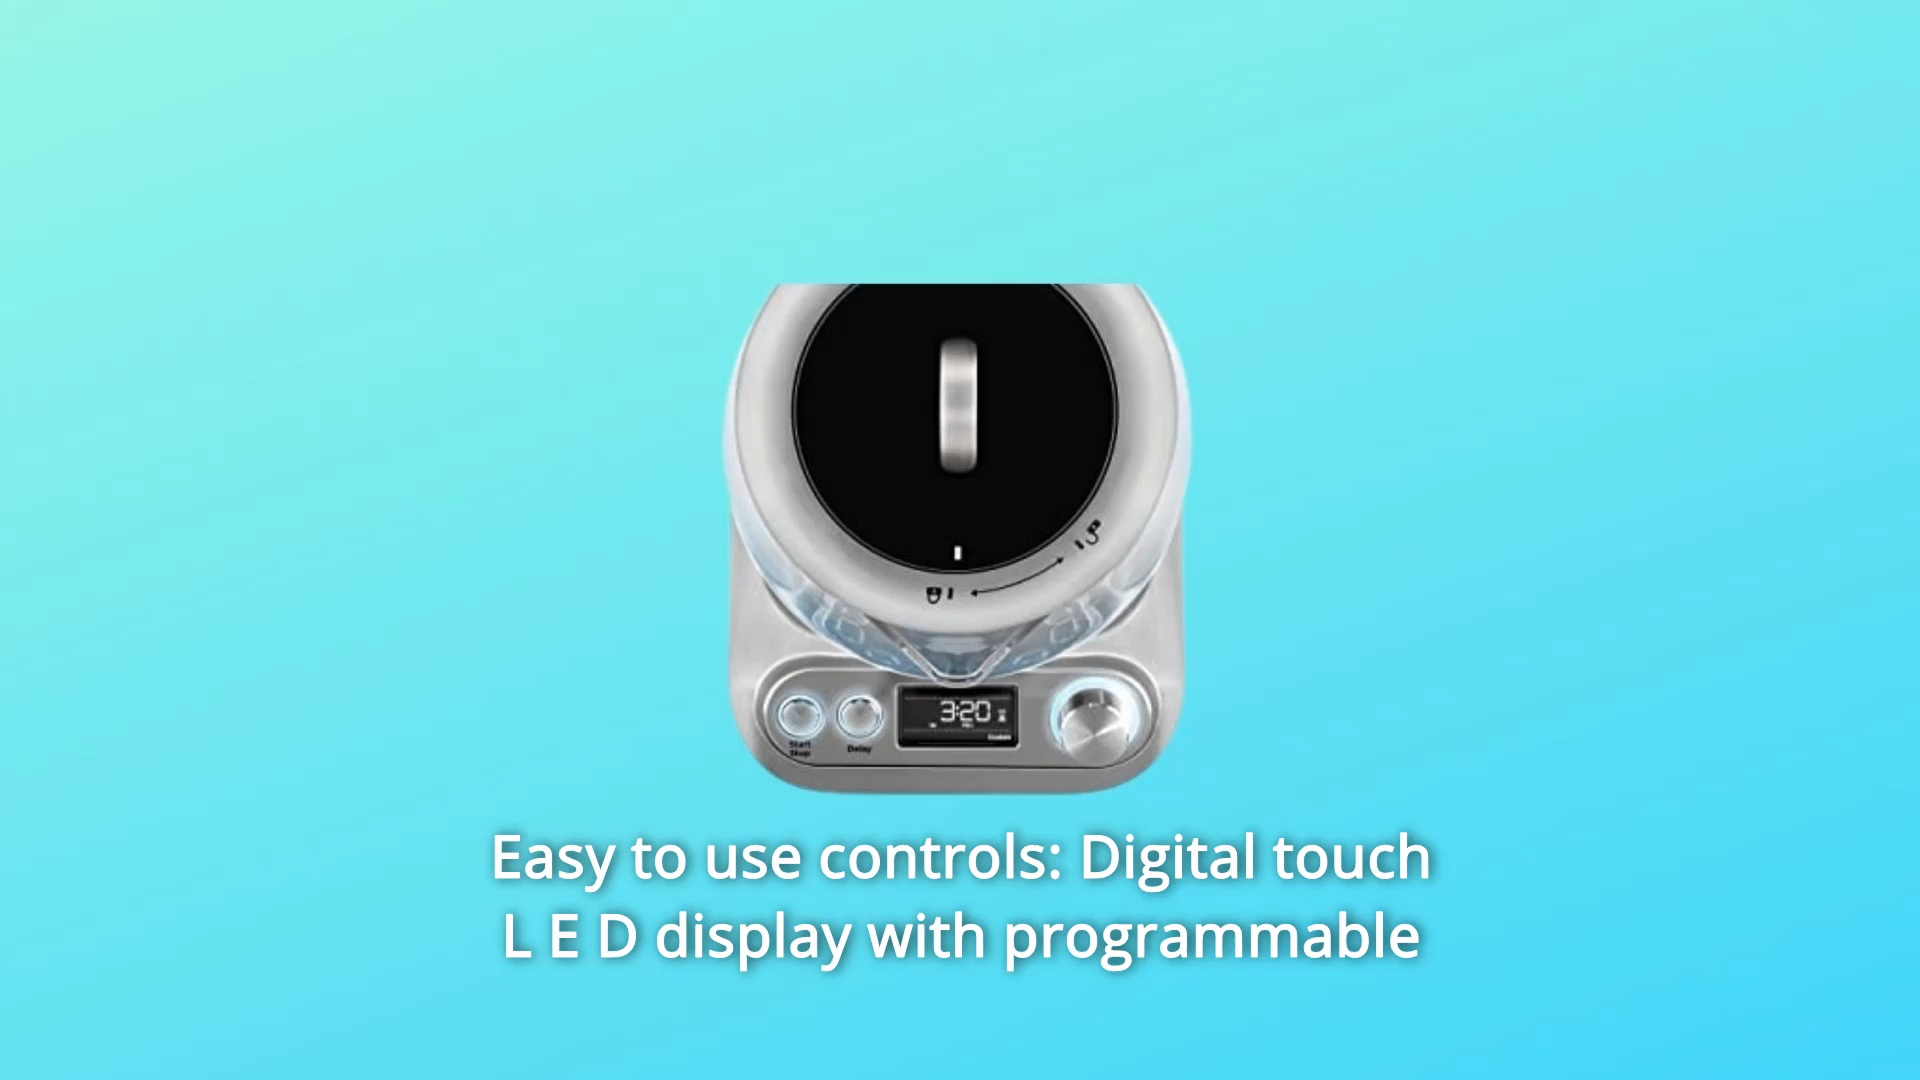 3:20
Start
Stop
Delay
Easy to use controls: Digital touch
L E D display with programmable